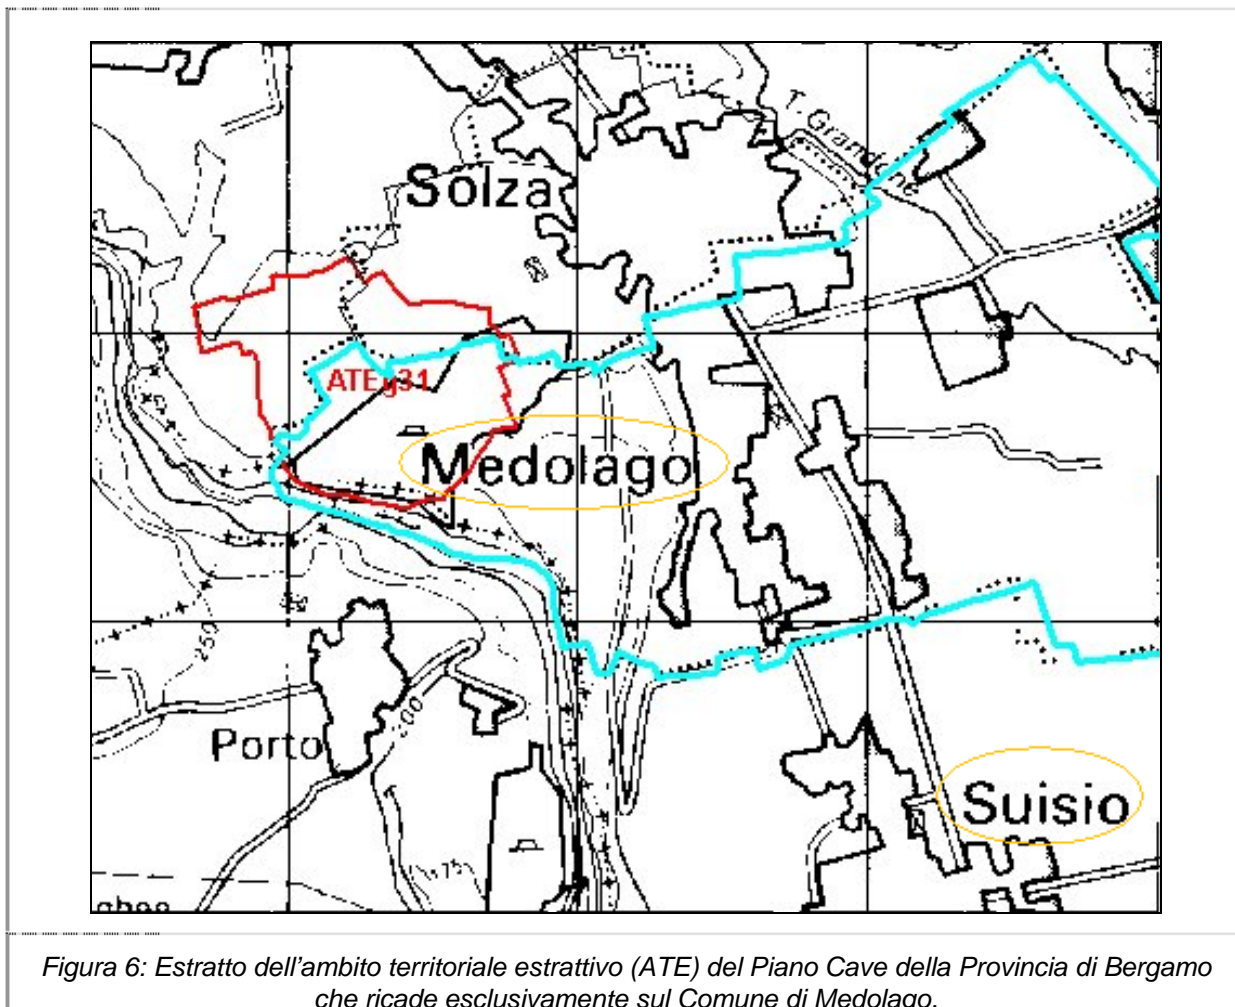 T. Grandone
Solza
ATEg31
Medolago
250
200
Porto
Suisio
175
Figura 6: Estratto dell'ambito territoriale estrattivo (ATE) del Piano Cave della Provincia di Bergamo
che ricade esclusivamente sul Comune di Medolago.